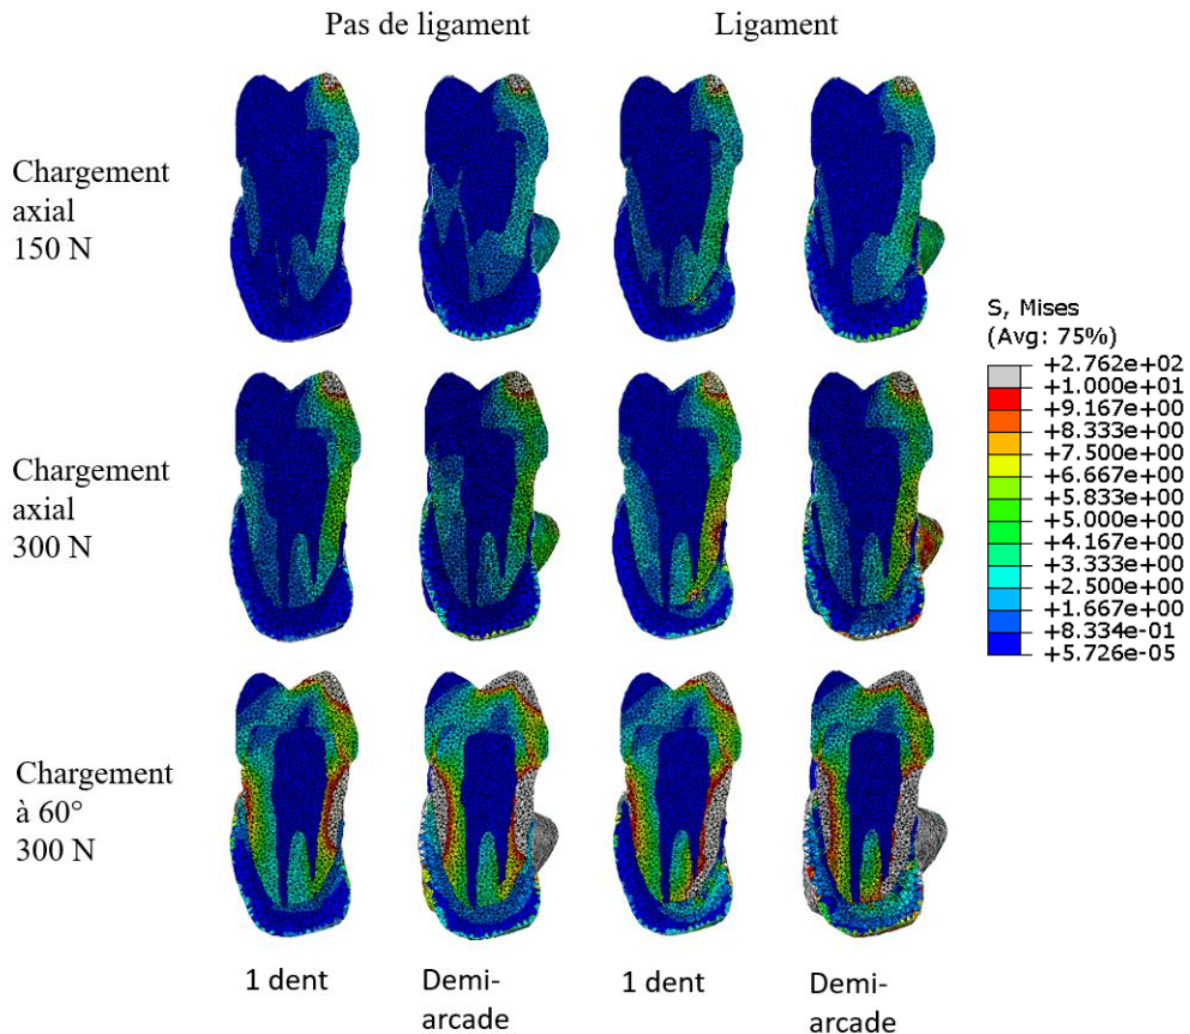 Pas de ligament
Ligament
Chargement
axial
150 N
S, Mises
(Avg: 75%)
+2.762e+02
+1.000e+01
+9.167e+00
+8.333e+00
+7.500e+00
+6.667e+00
+5.833e+00
+5.000e+00
+4.167e+00
+3.333e+00
+2.500e+00
+1.667e+00
+8.334e-01
+5.726e-05
Chargement
axial
300 N
Chargement
à 60°
300 N
1 dent
Demi-
arcade
1 dent
Demi-
arcade